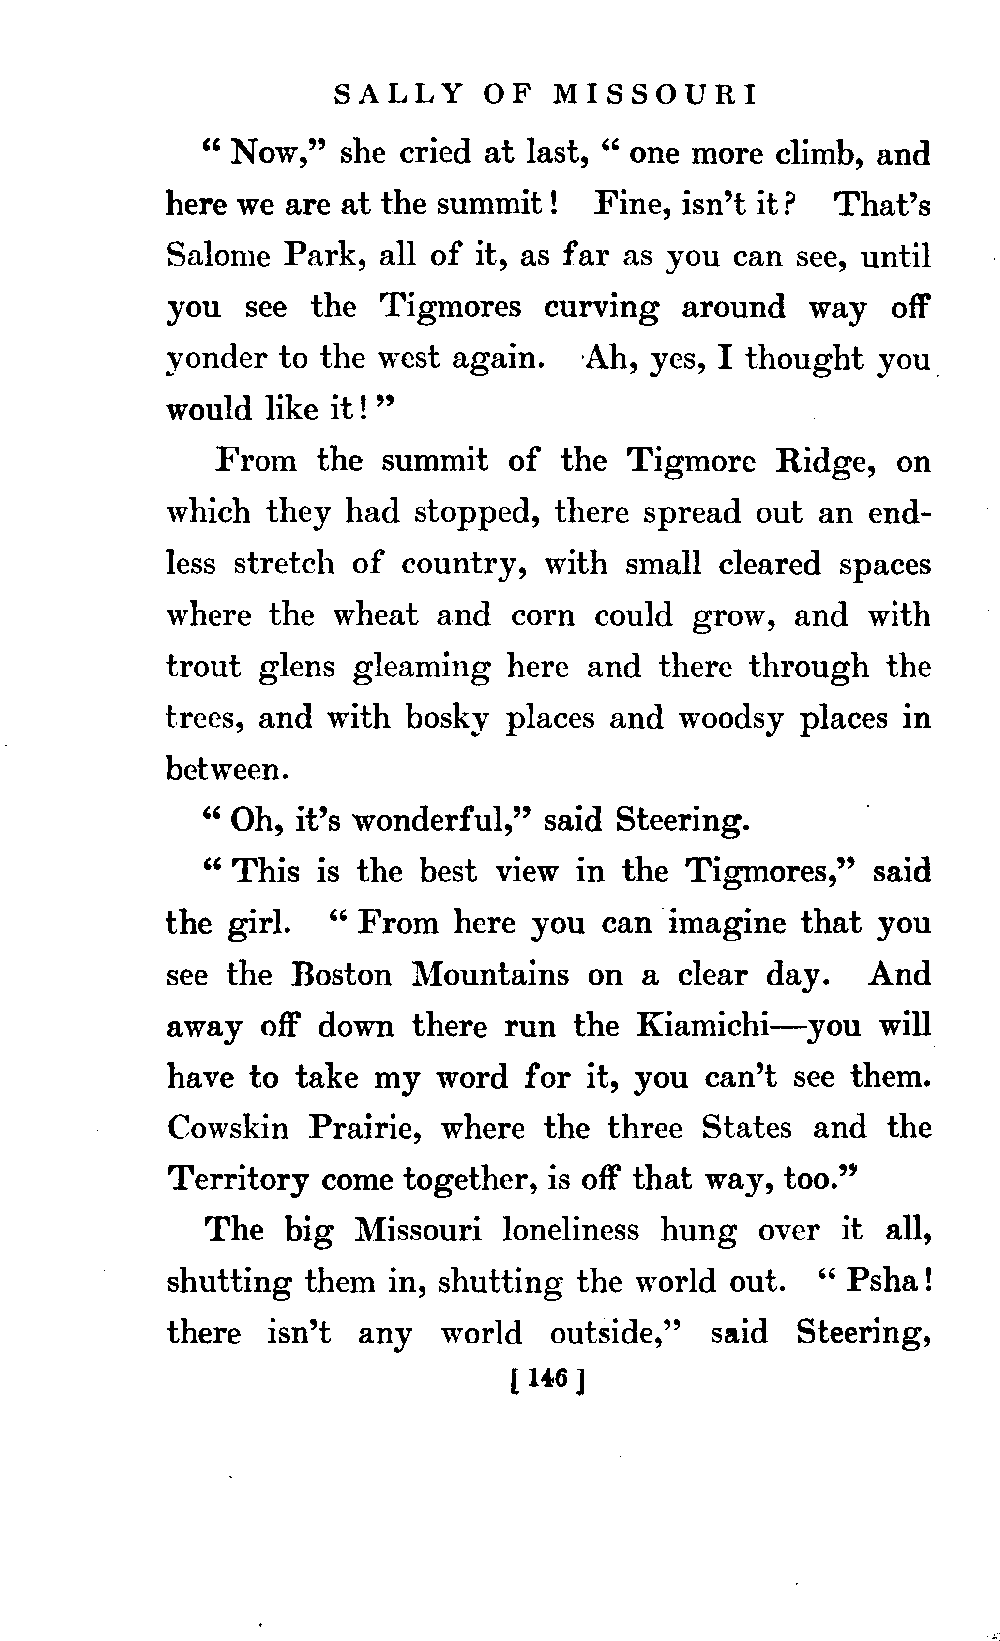 SALLY OF MISSOURI
“ Now,” she cried at last, “ one more climb, and
here we are at the summit! Fine, isn’t it? That’s
Salome Park, all of it, as far as you can see, until
you see the Tigmores curving around way off
yonder to the west again. Ah, yes, I thought you
would like it! ”
From the summit of the Tigmore Ridge, on
which they had stopped, there spread out an end-
less stretch of country, with small cleared spaces
where the wheat and corn could grow, and with
trout glens gleaming here and there through the
trees, and with bosky places and woodsy places in
between.
“ Oh, it’s wonderful,” said Steering.
“ This is the best view in the Tigmores,” said
the girl. “ From here you can imagine that you
see the Boston Mountains on a clear day. And
away off down there run the Kiamichi—you will
have to take my word for it, you can’t see them.
Cowskin Prairie, where the three States and the
Territory come together, is off that way, too.”
The big Missouri loneliness hung over it all,
shutting them in, shutting the world out. “ Psha!
there isn’t any world outside,” said Steering,
[ 146 ]